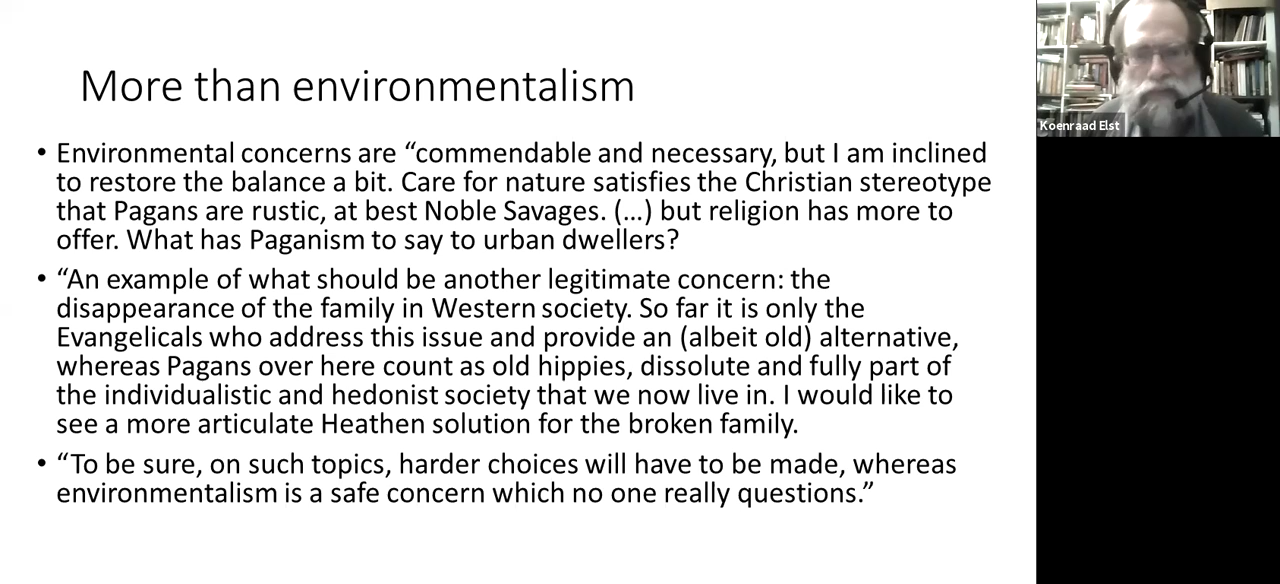 More than environmentalism
• Environmental concerns are “commendable and necessary, but I am inclined
to restore the balance a bit. Care for nature satisfies the Christian stereotype
that Pagans are rustic, at best Noble Savages. (…) but religion has more to
offer. What has Paganism to say to urban dwellers?
• “An example of what should be another legitimate concern: the
disappearance of the family in Western society. So far it is only the
Evangelicals who address this issue and provide an (albeit old) alternative,
whereas Pagans over here count as old hippies, dissolute and fully part of
the individualistic and hedonist society that we now live in. I would like to
see a more articulate Heathen solution for the broken family.
• “To be sure, on such topics, harder choices will have to be made, whereas
environmentalism is a safe concern which no one really questions.”
Koenraad Elst